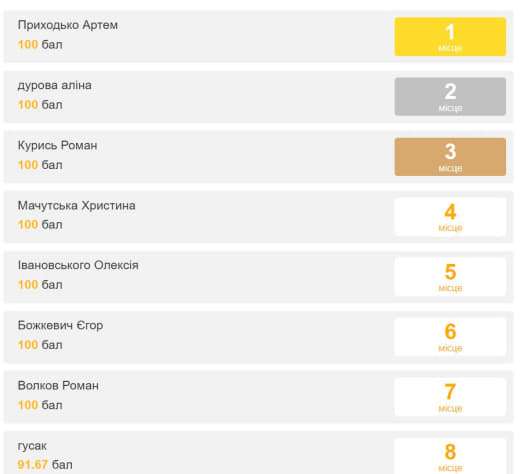 Приходько Артем
100 бал
1
місце
дурова аліна
100 бал
2
місце
Курись Роман
100 бал
3
місце
Мачутська Христина
100 бал
4
місце
Івановського Олексія
100 бал
5
місце
Божкевич Єгор
100 бал
6
місце
Волков Роман
100 бал
7
місце
гусак
91.67 бал
8
місце